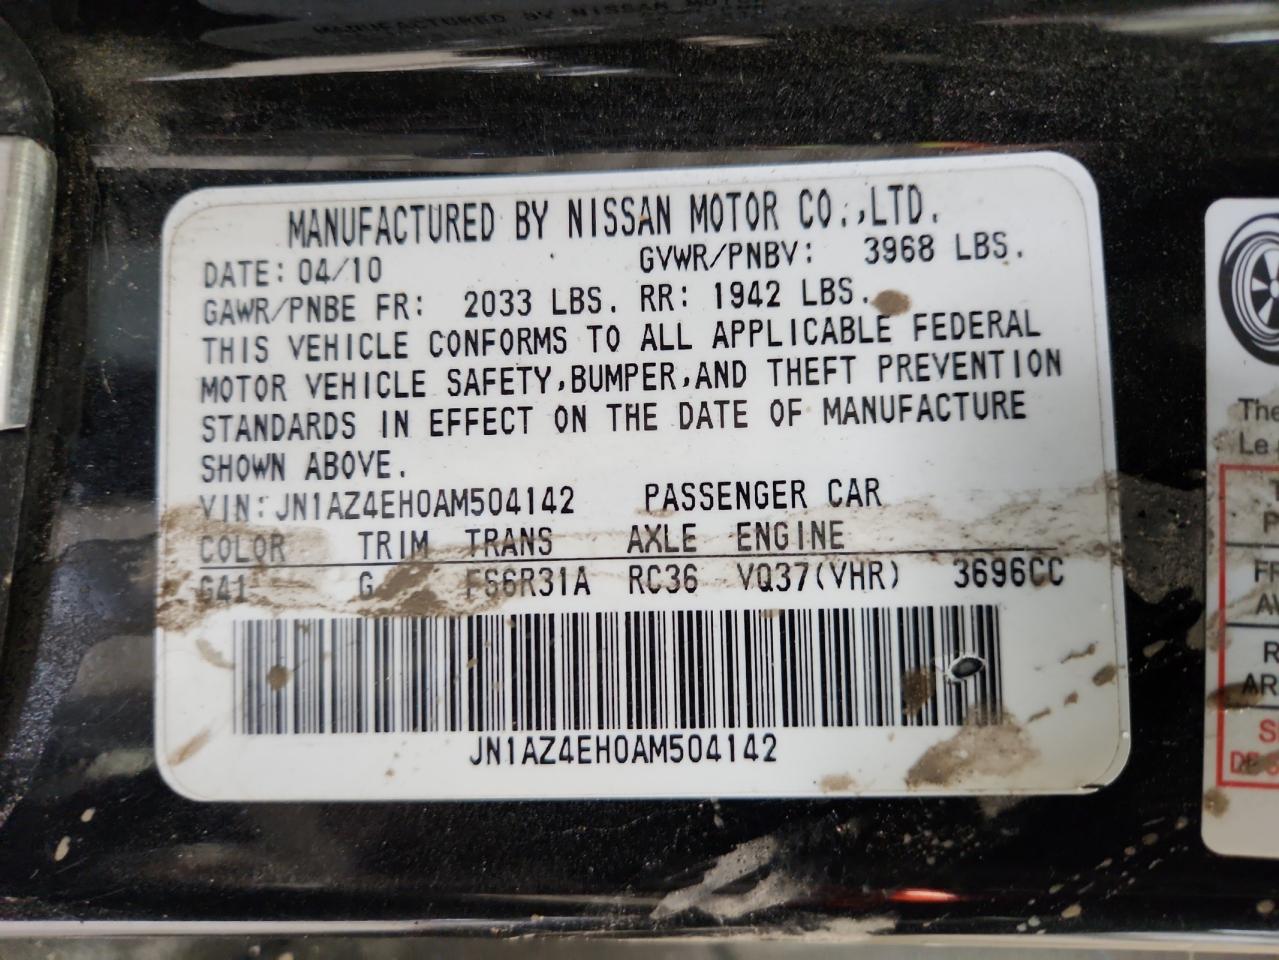 MANUFACTURED BY NISSAN MOTOR CO.,LTD.
DATE: 04/10 GVWR/PNBV: 3968 LBS.
GAWR/PNBE FR: 2033 LBS. RR: 1942 LBS.
THIS VEHICLE CONFORMS TO ALL APPLICABLE FEDERAL
MOTOR VEHICLE SAFETY,BUMPER,AND THEFT PREVENTION
STANDARDS IN EFFECT ON THE DATE OF MANUFACTURE
SHOWN ABOVE.
VIN:JN1AZ4EH0AM504142 PASSENGER CAR
COLOR TRIM TRANS AXLE ENGINE
G41 G FS6R31A RC36 VQ37(VHR) 3696CC
JN1AZ4EH0AM504142
The
Le